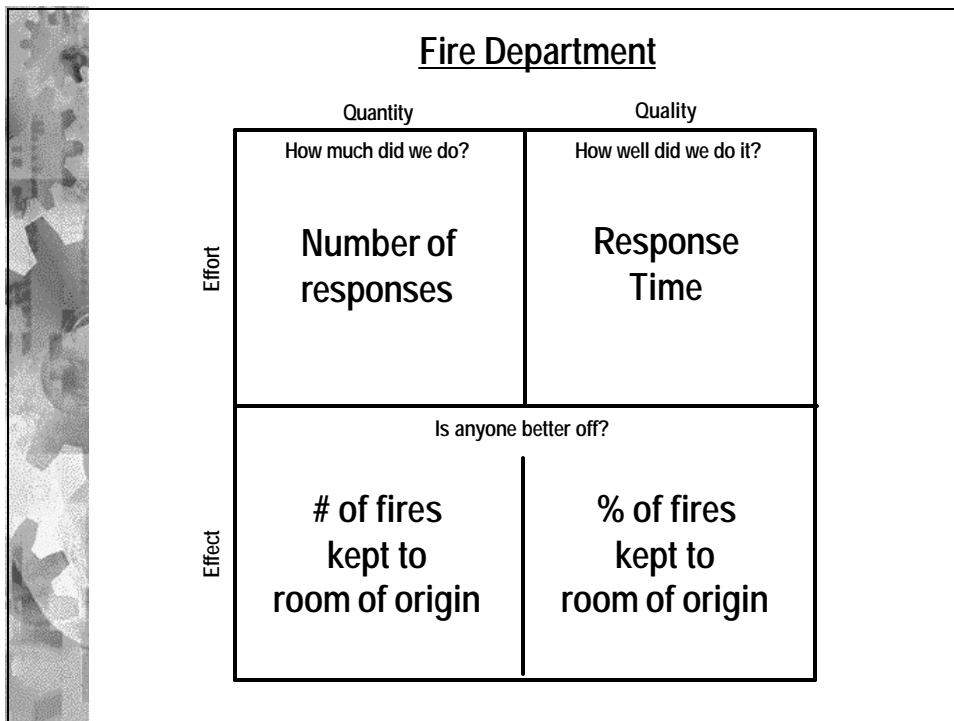 Fire Department
Quantity
Quality
How much did we do?
How well did we do it?
Effort
Number of
responses
Response
Time
Is anyone better off?
Effect
# of fires
kept to
room of origin
% of fires
kept to
room of origin